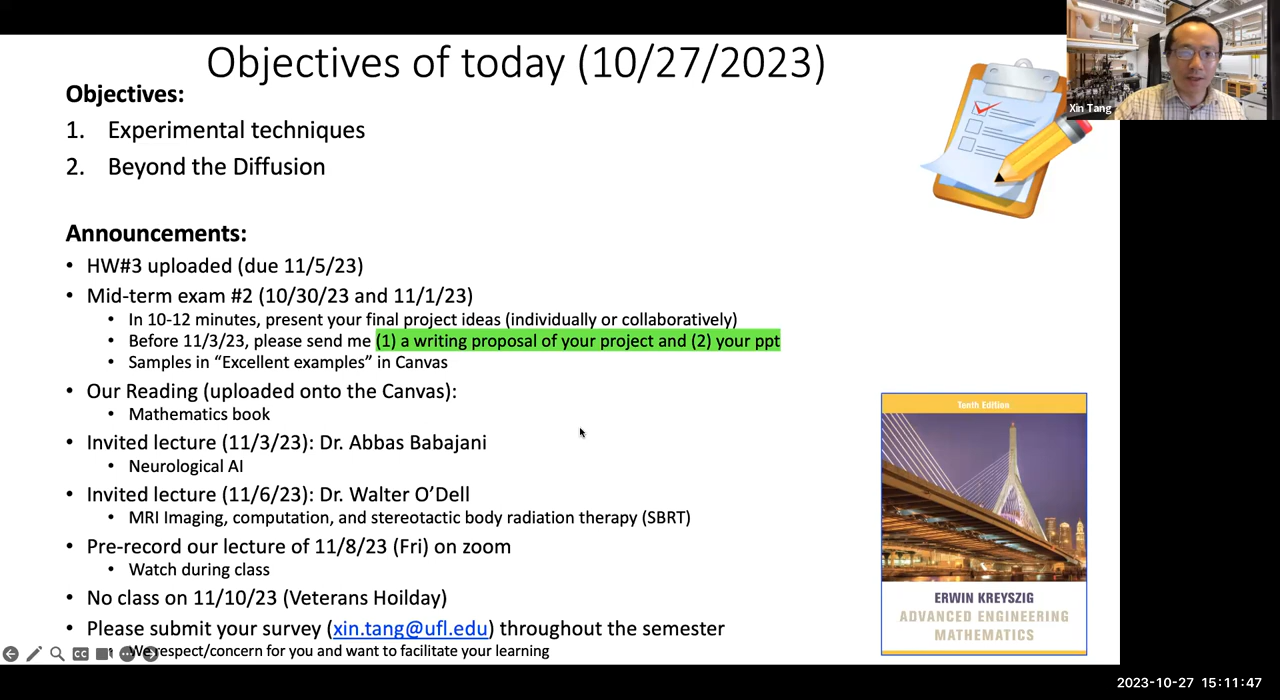 Objectives of today (10/27/2023)
Xin Tang
Objectives:
1. Experimental techniques
2. Beyond the Diffusion
Announcements:
• HW#3 uploaded (due 11/5/23)
• Mid-term exam #2 (10/30/23 and 11/1/23)
• In 10-12 minutes, present your final project ideas (individually or collaboratively)
• Before 11/3/23, please send me (1) a writing proposal of your project and (2) your ppt
• Samples in “Excellent examples” in Canvas
• Our Reading (uploaded onto the Canvas):
• Mathematics book
• Invited lecture (11/3/23): Dr. Abbas Babajani
• Neurological AI
• Invited lecture (11/6/23): Dr. Walter O’Dell
• MRI Imaging, computation, and stereotactic body radiation therapy (SBRT)
• Pre-record our lecture of 11/8/23 (Fri) on zoom
• Watch during class
• No class on 11/10/23 (Veterans Hoilday)
• Please submit your survey (xin.tang@ufl.edu) throughout the semester
• We respect/concern for you and want to facilitate your learning
CC
Tenth Edition
ERWIN KREYSZIG
ADVANCED ENGINEERING
MATHEMATICS
2023-10-27 15:11:47